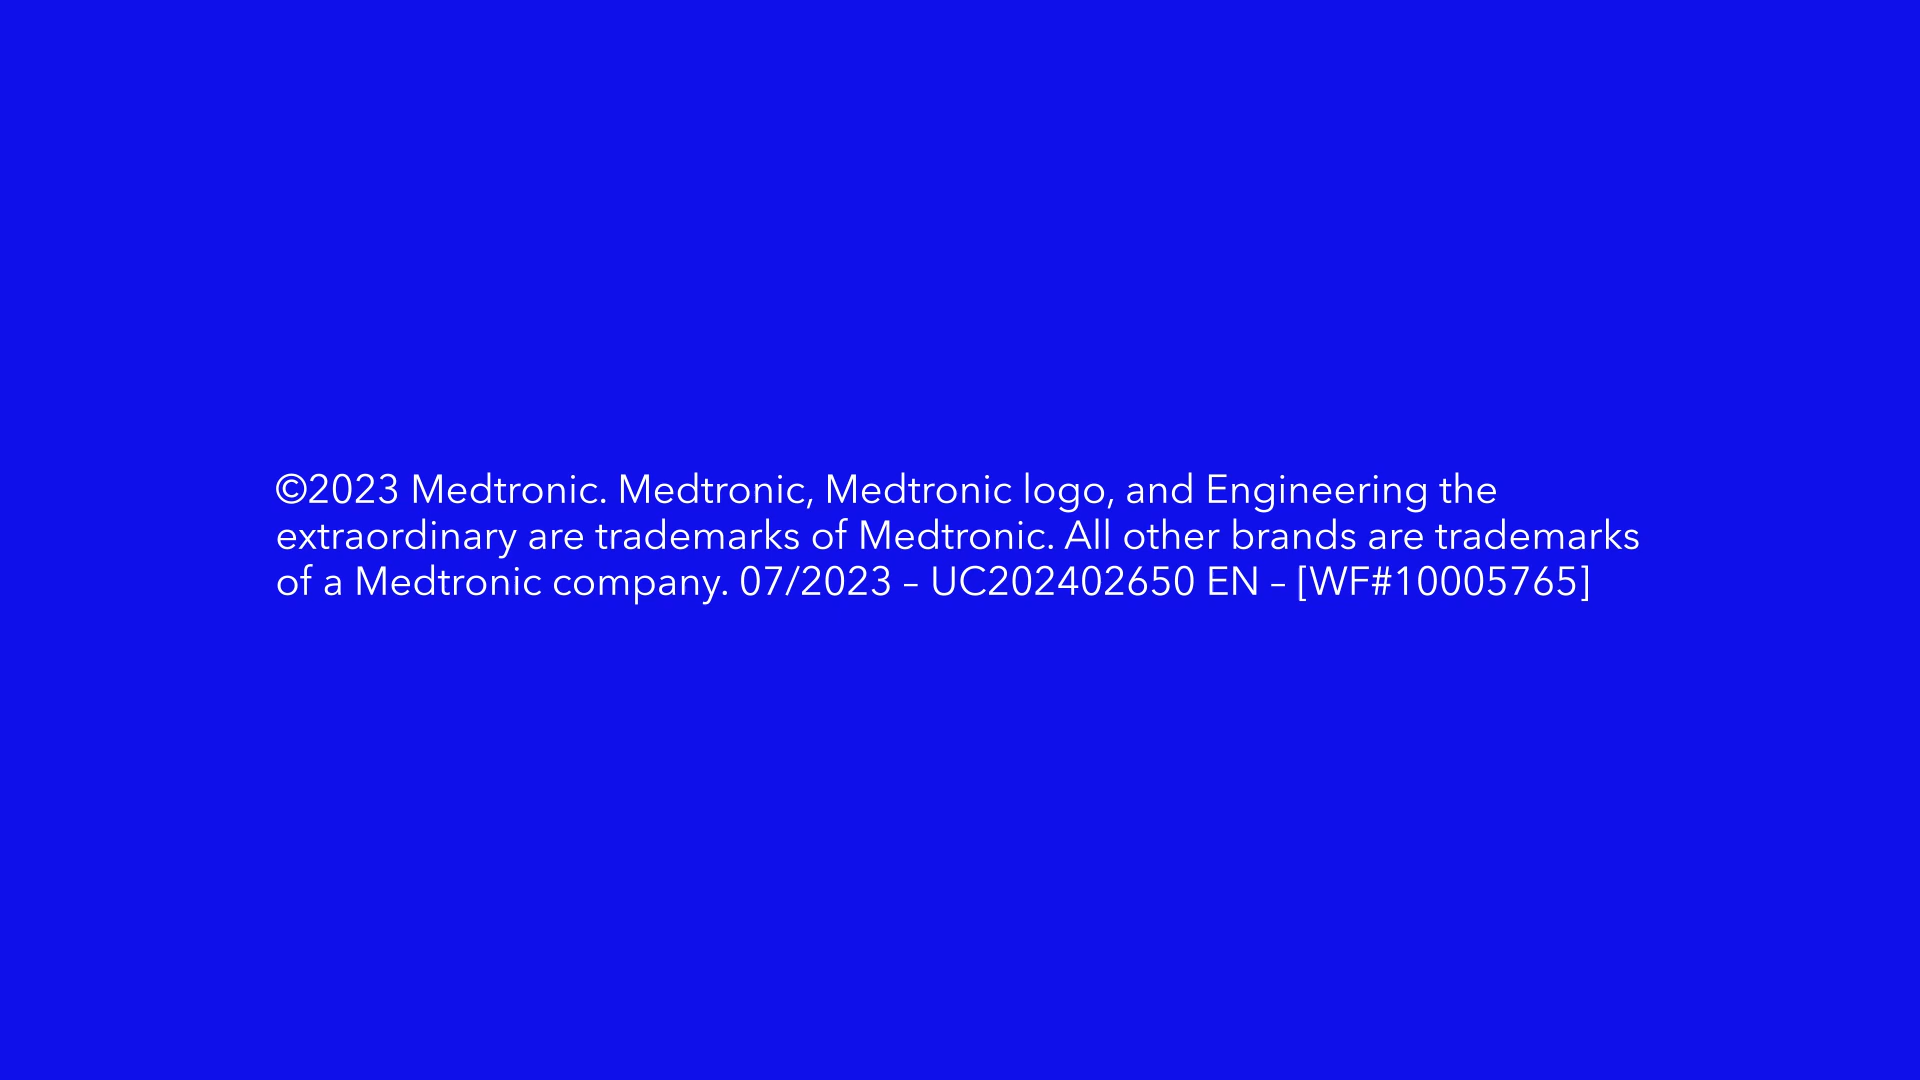 ©2023 Medtronic. Medtronic, Medtronic logo, and Engineering the
extraordinary are trademarks of Medtronic. All other brands are trademarks
of a Medtronic company. 07/2023 – UC202402650 EN – [WF#10005765]